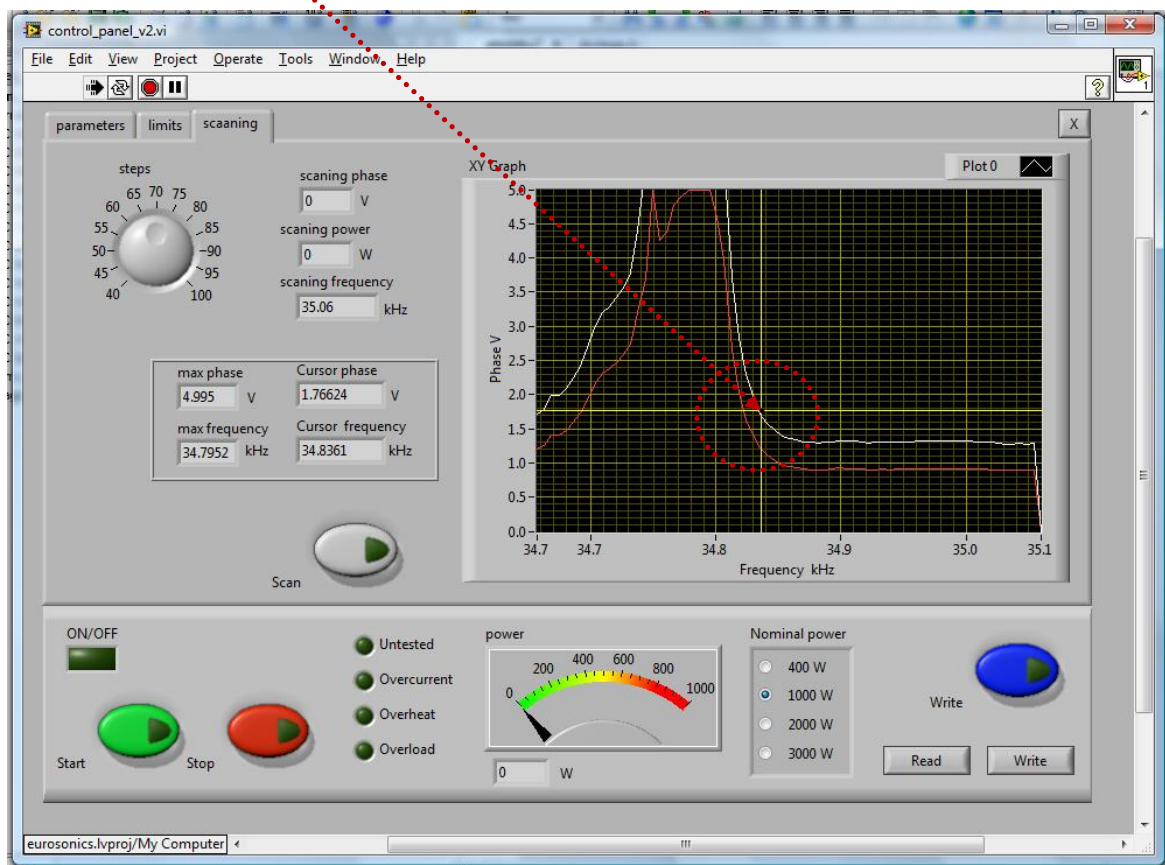 control_panel_v2.vi
File Edit View Project Operate Tools Window Help
1
parameters limits scaaning X
steps
40 45 50 55 60 65 70 75 80 85 90 95 100
scaning phase
0 V
scaning power
0 W
scaning frequency
35.06 kHz
max phase Cursor phase
4.995 V 1.76624 V
max frequency Cursor frequency
34.7952 kHz 34.8361 kHz
Scan
XY Graph Plot 0
Phase V
5.0
4.5
4.0
3.5
3.0
2.5
2.0
1.5
1.0
0.5
0.0
34.7 34.7 34.8 34.9 35.0 35.1
Frequency kHz
ON/OFF
Start Stop
Untested
Overcurrent
Overheat
Overload
power
0 200 400 600 800 1000
0 W
Nominal power
400 W
1000 W
2000 W
3000 W
Write
Read Write
eurosonics.lvproj/My Computer